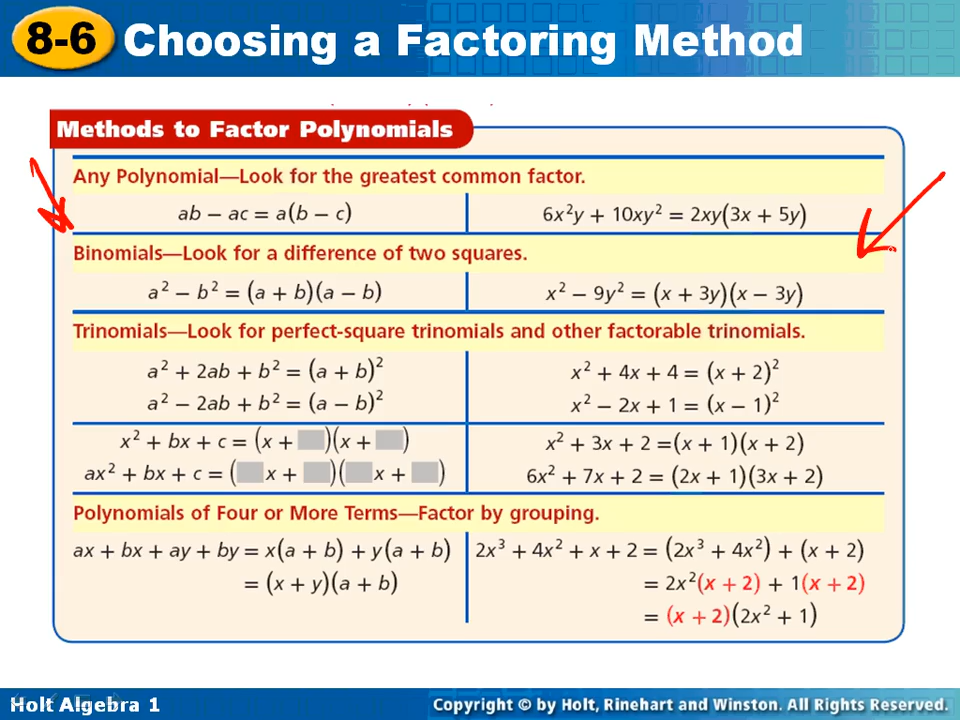 8-6 Choosing a Factoring Method
Methods to Factor Polynomials
Any Polynomial—Look for the greatest common factor.
ab − ac = a(b − c)
6x²y + 10xy² = 2xy(3x + 5y)
Binomials—Look for a difference of two squares.
a² − b² = (a + b)(a − b)
x² − 9y² = (x + 3y)(x − 3y)
Trinomials—Look for perfect-square trinomials and other factorable trinomials.
a² + 2ab + b² = (a + b)²
a² − 2ab + b² = (a − b)²
x² + 4x + 4 = (x + 2)²
x² − 2x + 1 = (x − 1)²
x² + bx + c = (x + )(x + )
ax² + bx + c = ( x + )( x + )
x² + 3x + 2 =(x + 1)(x + 2)
6x² + 7x + 2 = (2x + 1)(3x + 2)
Polynomials of Four or More Terms—Factor by grouping.
ax + bx + ay + by = x(a + b) + y(a + b)
= (x + y)(a + b)
2x³ + 4x² + x + 2 = (2x³ + 4x²) + (x + 2)
= 2x²(x + 2) + 1(x + 2)
= (x + 2)(2x² + 1)
Holt Algebra 1
Copyright © by Holt, Rinehart and Winston. All Rights Reserved.